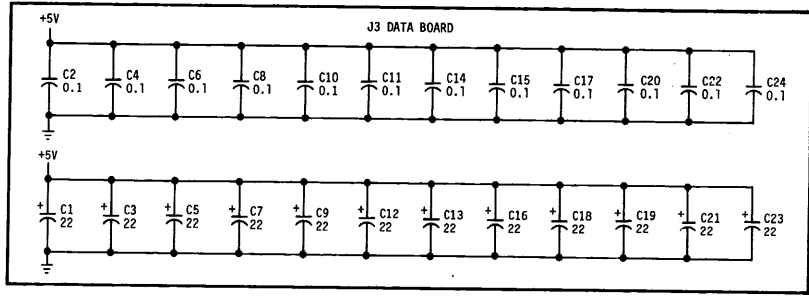 J3 DATA BOARD
+5V
C2 C4 C6 C8 C10 C11 C14 C15 C17 C20 C22 C24
0.1 0.1 0.1 0.1 0.1 0.1 0.1 0.1 0.1 0.1 0.1 0.1
+5V
+ C1 + C3 + C5 + C7 + C9 + C12 + C13 + C16 + C18 + C19 + C21 + C23
22 22 22 22 22 22 22 22 22 22 22 22